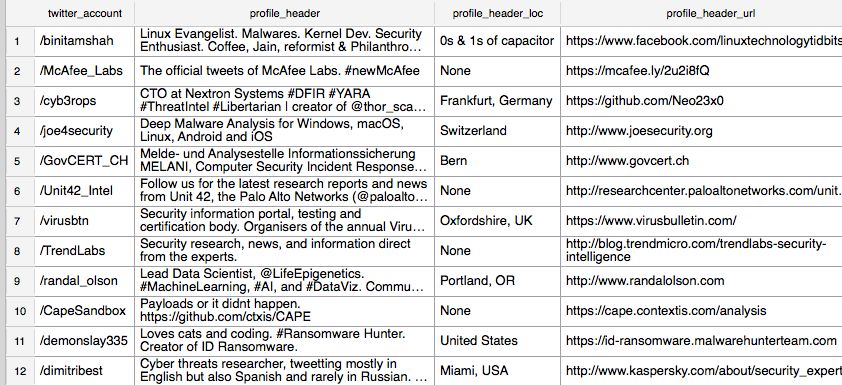 twitter_account profile_header profile_header_loc profile_header_url
1 /binitamshah Linux Evangelist. Malwares. Kernel Dev. Security 0s & 1s of capacitor https://www.facebook.com/linuxtechnologytidbits
Enthusiast. Coffee, Jain, reformist & Philanthro…
2 /McAfee_Labs The official tweets of McAfee Labs. #newMcAfee None https://mcafee.ly/2u2i8fQ
3 /cyb3rops CTO at Nextron Systems #DFIR #YARA Frankfurt, Germany https://github.com/Neo23x0
#ThreatIntel #Libertarian l creator of @thor_sca…
4 /joe4security Deep Malware Analysis for Windows, macOS, Switzerland http://www.joesecurity.org
Linux, Android and iOS
5 /GovCERT_CH Melde- und Analysestelle Informationssicherung Bern http://www.govcert.ch
MELANI, Computer Security Incident Response…
6 /Unit42_Intel Follow us for the latest research reports and news None http://researchcenter.paloaltonetworks.com/unit.
from Unit 42, the Palo Alto Networks (@paloalto…
7 /virusbtn Security information portal, testing and Oxfordshire, UK https://www.virusbulletin.com/
certification body. Organisers of the annual Viru…
8 /TrendLabs Security research, news, and information direct None http://blog.trendmicro.com/trendlabs-security-
from the experts. intelligence
9 /randal_olson Lead Data Scientist, @LifeEpigenetics. Portland, OR http://www.randalolson.com
#MachineLearning, #AI, and #DataViz. Commu…
10 /CapeSandbox Payloads or it didnt happen. None https://cape.contextis.com/analysis
https://github.com/ctxis/CAPE
11 /demonslay335 Loves cats and coding. #Ransomware Hunter. United States https://id-ransomware.malwarehunterteam.com
Creator of ID Ransomware.
12 /dimitribest Cyber threats researcher, tweetting mostly in Miami, USA http://www.kaspersky.com/about/security_expert
English but also Spanish and rarely in Russian. …